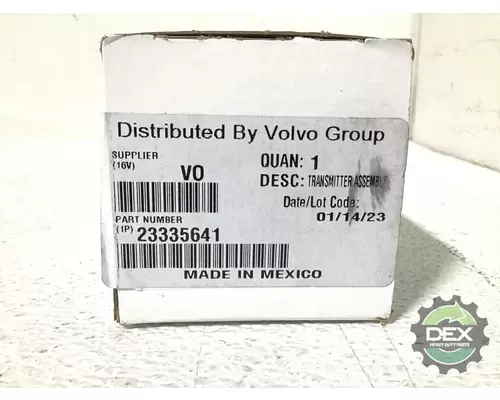 Distributed By Volvo Group
SUPPLIER
(16V) VO
QUAN: 1
DESC: TRANSMITTER ASSEMBLY
Date/Lot Code:
01/14/23
PART NUMBER
(1P) 23335641
MADE IN MEXICO
DEX
HEAVY DUTY PARTS